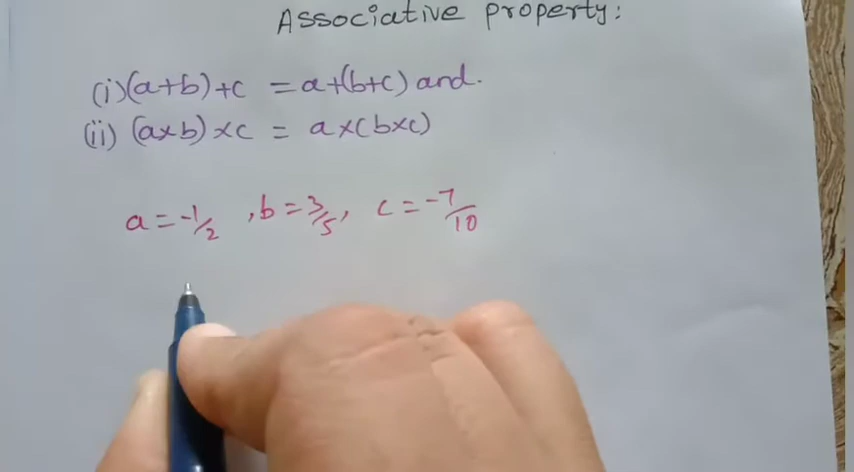 Associative property:
(i)(a+b)+c = a+(b+c) and.
(ii) (a×b)×c = a×(b×c)
a = -1/2 , b = 3/5, c = -7/10